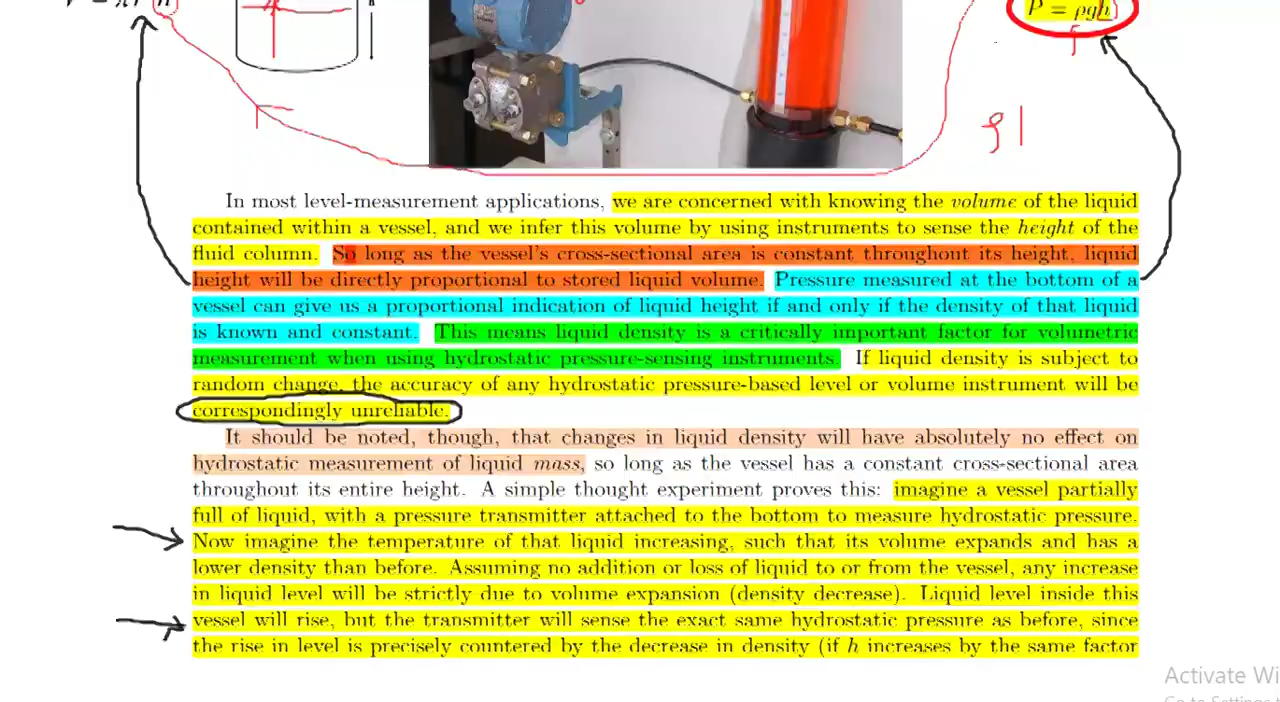 P = ρgh
ρ
In most level-measurement applications, we are concerned with knowing the volume of the liquid
contained within a vessel, and we infer this volume by using instruments to sense the height of the
fluid column. So long as the vessel's cross-sectional area is constant throughout its height, liquid
height will be directly proportional to stored liquid volume. Pressure measured at the bottom of a
vessel can give us a proportional indication of liquid height if and only if the density of that liquid
is known and constant. This means liquid density is a critically important factor for volumetric
measurement when using hydrostatic pressure-sensing instruments. If liquid density is subject to
random change, the accuracy of any hydrostatic pressure-based level or volume instrument will be
correspondingly unreliable.
It should be noted, though, that changes in liquid density will have absolutely no effect on
hydrostatic measurement of liquid mass, so long as the vessel has a constant cross-sectional area
throughout its entire height. A simple thought experiment proves this: imagine a vessel partially
full of liquid, with a pressure transmitter attached to the bottom to measure hydrostatic pressure.
Now imagine the temperature of that liquid increasing, such that its volume expands and has a
lower density than before. Assuming no addition or loss of liquid to or from the vessel, any increase
in liquid level will be strictly due to volume expansion (density decrease). Liquid level inside this
vessel will rise, but the transmitter will sense the exact same hydrostatic pressure as before, since
the rise in level is precisely countered by the decrease in density (if h increases by the same factor
Activate Wi